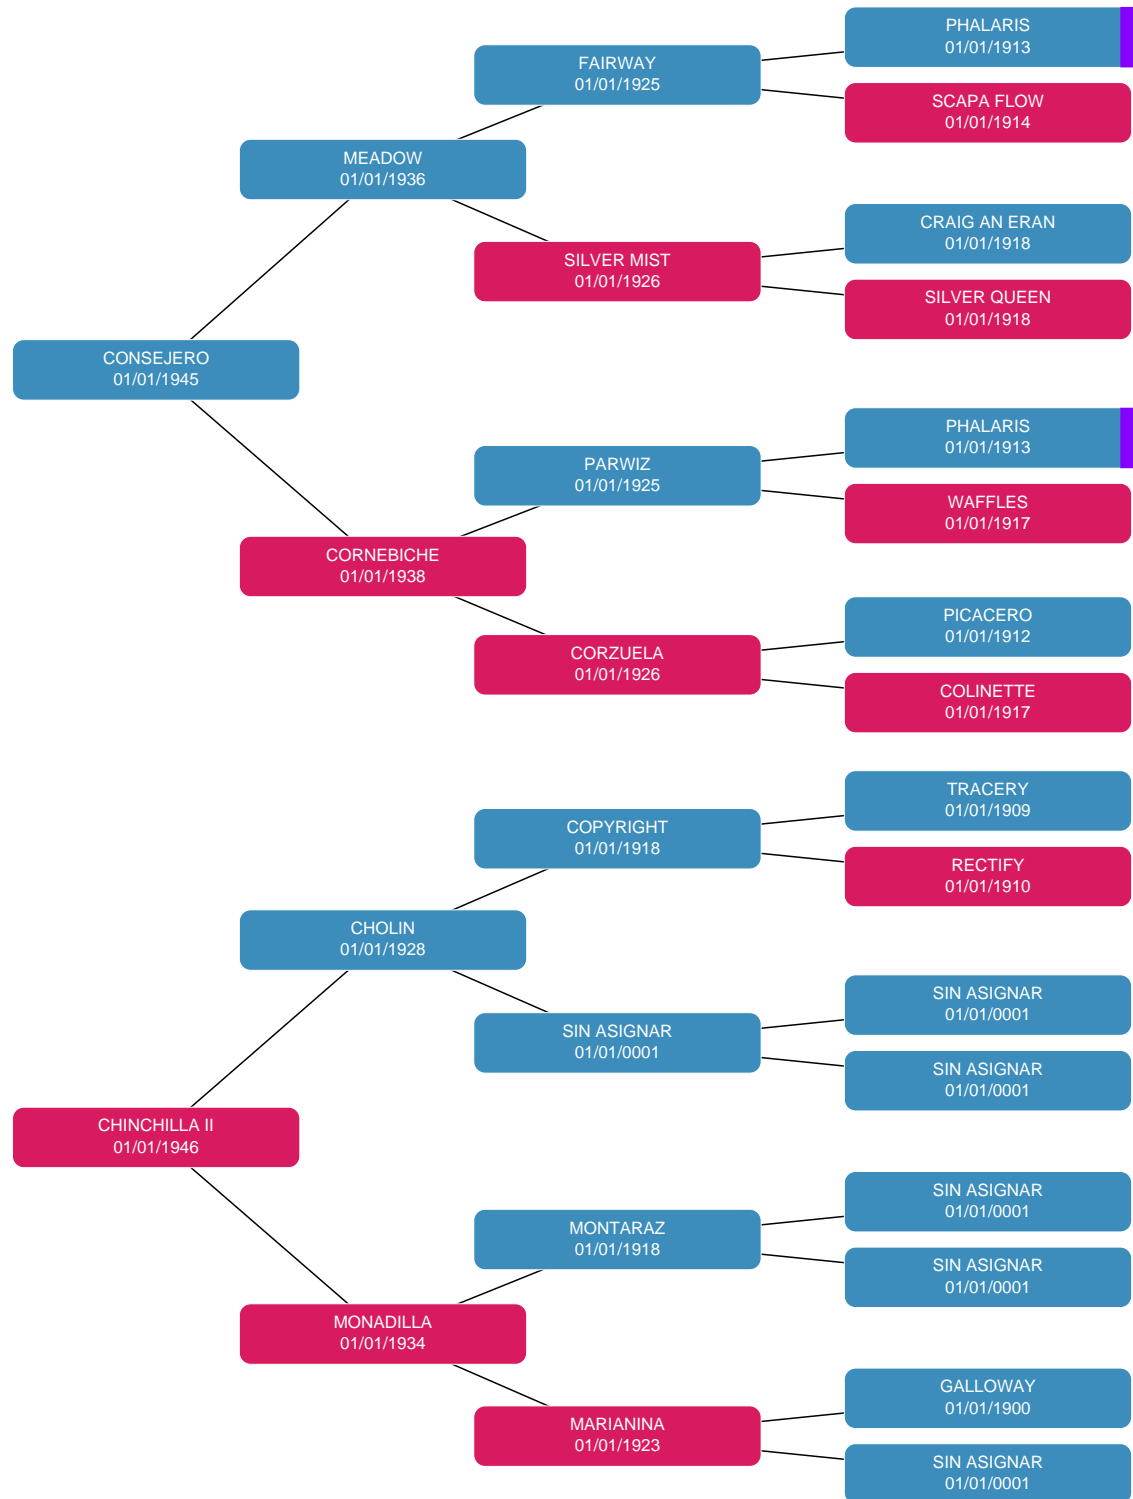 PHALARIS
01/01/1913
FAIRWAY
01/01/1925
SCAPA FLOW
01/01/1914
MEADOW
01/01/1936
CRAIG AN ERAN
01/01/1918
SILVER MIST
01/01/1926
SILVER QUEEN
01/01/1918
CONSEJERO
01/01/1945
PHALARIS
01/01/1913
PARWIZ
01/01/1925
WAFFLES
01/01/1917
CORNEBICHE
01/01/1938
PICACERO
01/01/1912
CORZUELA
01/01/1926
COLINETTE
01/01/1917
TRACERY
01/01/1909
COPYRIGHT
01/01/1918
RECTIFY
01/01/1910
CHOLIN
01/01/1928
SIN ASIGNAR
01/01/0001
SIN ASIGNAR
01/01/0001
SIN ASIGNAR
01/01/0001
CHINCHILLA II
01/01/1946
SIN ASIGNAR
01/01/0001
MONTARAZ
01/01/1918
SIN ASIGNAR
01/01/0001
MONADILLA
01/01/1934
GALLOWAY
01/01/1900
MARIANINA
01/01/1923
SIN ASIGNAR
01/01/0001